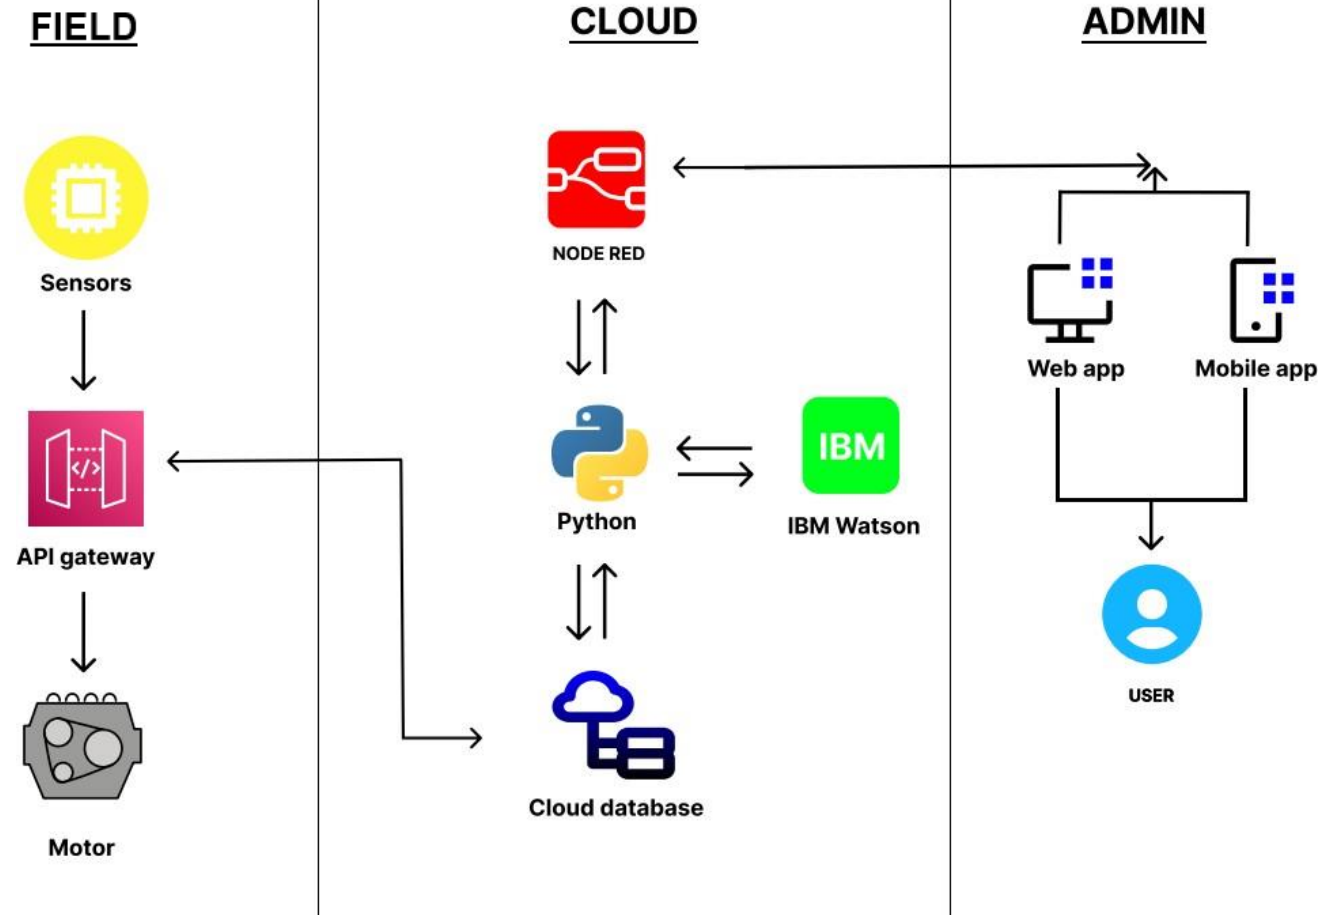 FIELD
CLOUD
ADMIN
NODE RED
Sensors
Web app
Mobile app
IBM
</>
Python
IBM Watson
API gateway
USER
Cloud database
Motor